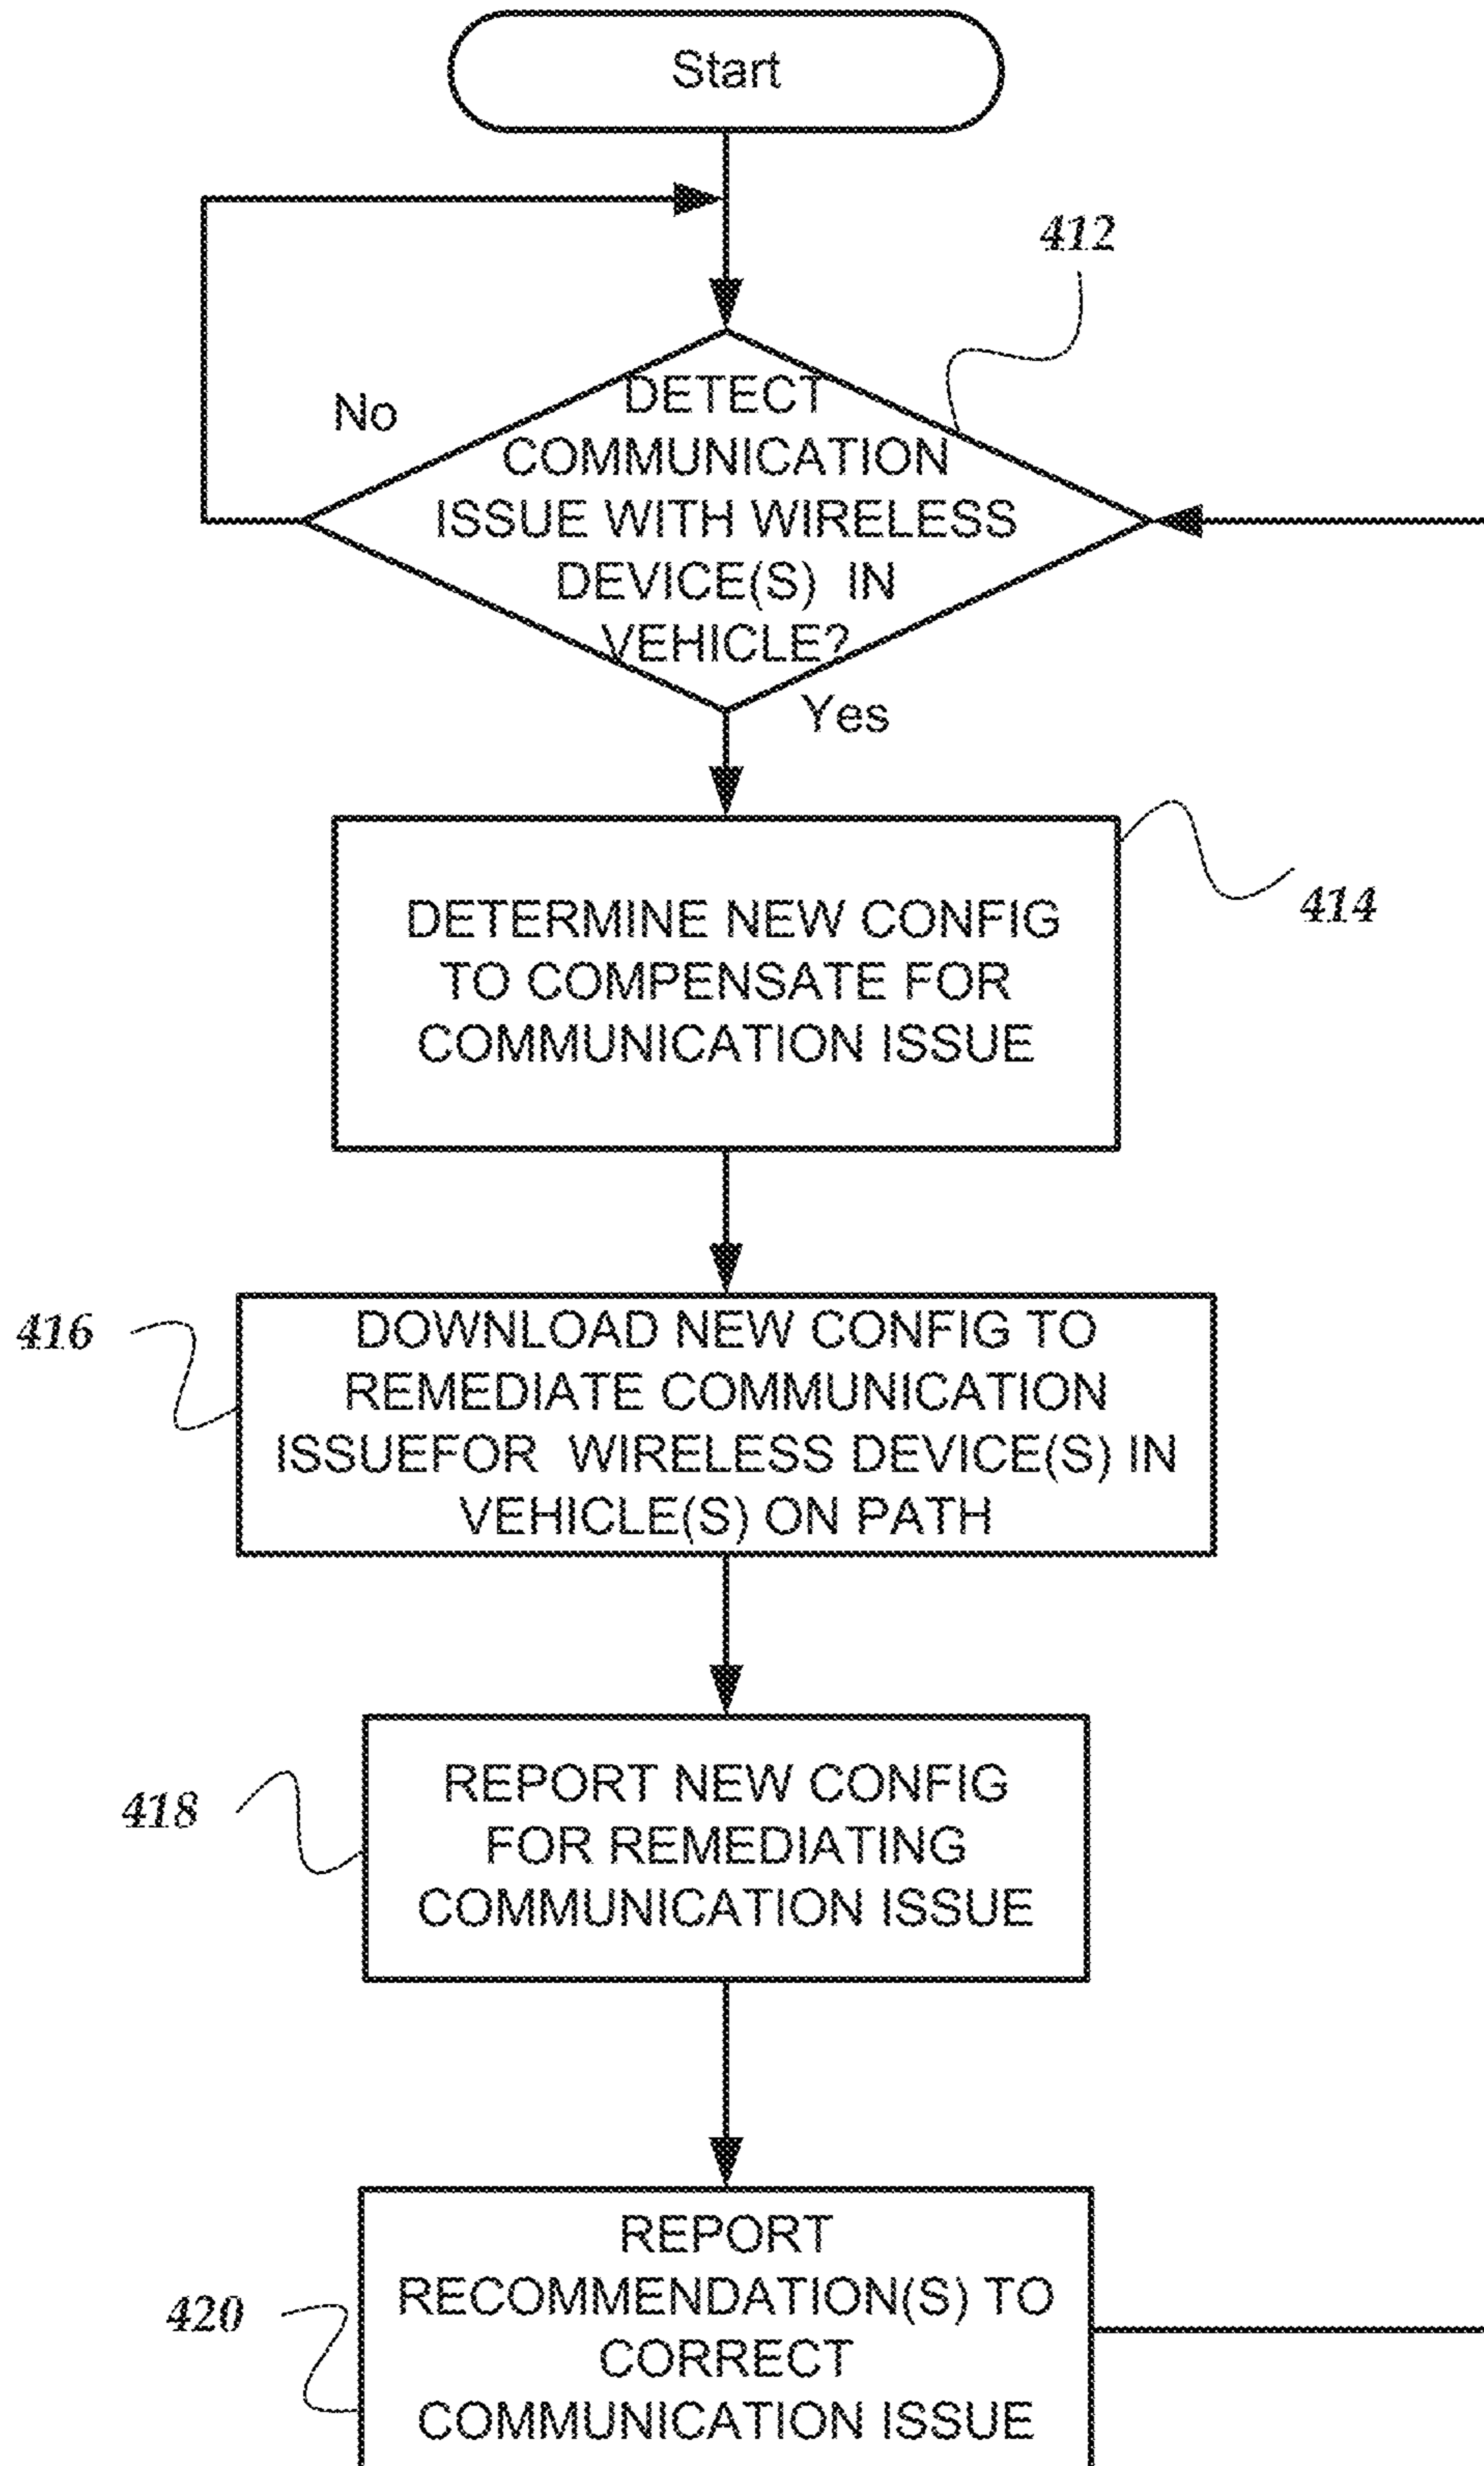 Start
412
No
DETECT
COMMUNICATION
ISSUE WITH WIRELESS
DEVICE(S) IN
VEHICLE?
Yes
414
DETERMINE NEW CONFIG
TO COMPENSATE FOR
COMMUNICATION ISSUE
416
DOWNLOAD NEW CONFIG TO
REMEDIATE COMMUNICATION
ISSUEFOR WIRELESS DEVICE(S) IN
VEHICLE(S) ON PATH
418
REPORT NEW CONFIG
FOR REMEDIATING
COMMUNICATION ISSUE
420
REPORT
RECOMMENDATION(S) TO
CORRECT
COMMUNICATION ISSUE